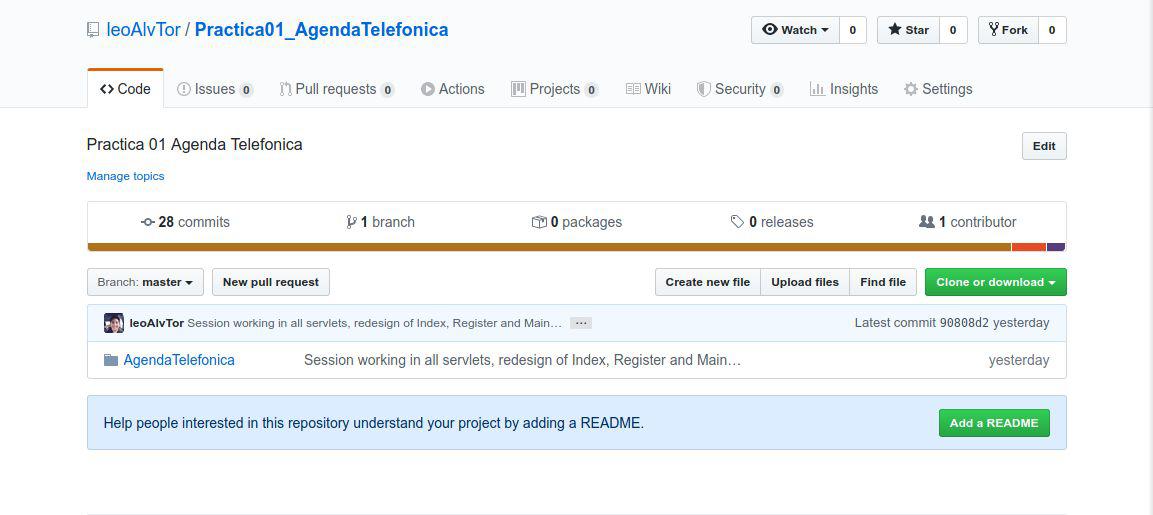 leoAlvTor / Practica01_AgendaTelefonica Watch 0 Star 0 Fork 0
Code Issues 0 Pull requests 0 Actions Projects 0 Wiki Security 0 Insights Settings
Practica 01 Agenda Telefonica Edit
Manage topics
28 commits 1 branch 0 packages 0 releases 1 contributor
Branch: master New pull request Create new file Upload files Find file Clone or download
leoAlvTor Session working in all servlets, redesign of Index, Register and Main… ... Latest commit 90808d2 yesterday
AgendaTelefonica Session working in all servlets, redesign of Index, Register and Main… yesterday
Help people interested in this repository understand your project by adding a README. Add a README